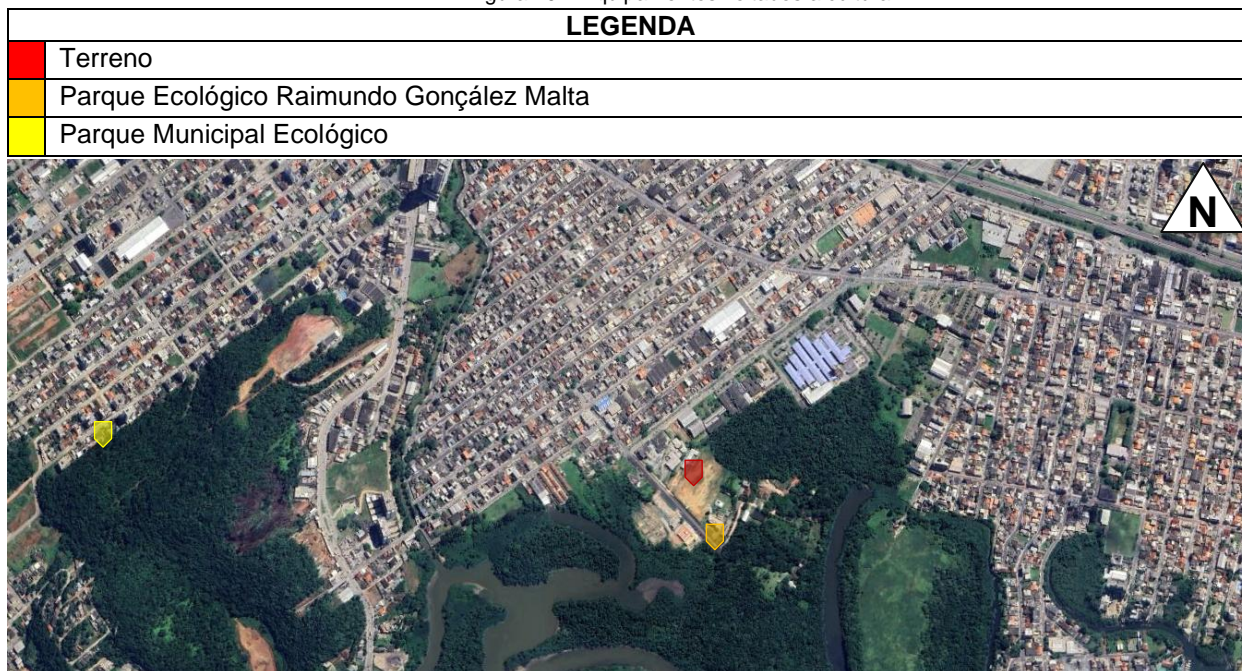 LEGENDA
Terreno
Parque Ecológico Raimundo Gonçález Malta
Parque Municipal Ecológico
N